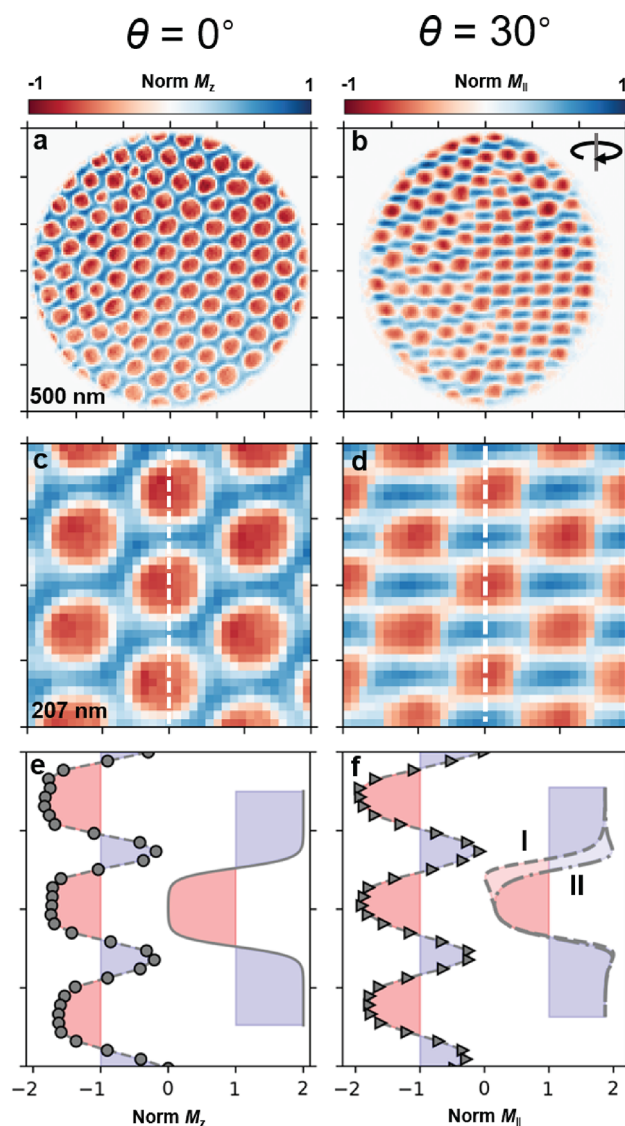 θ = 0° θ = 30°
-1 Norm Mz 1 -1 Norm M|| 1
a b
500 nm
c d
207 nm
e f
I
II
−2 −1 0 1 2 −2 −1 0 1 2
Norm Mz Norm M||